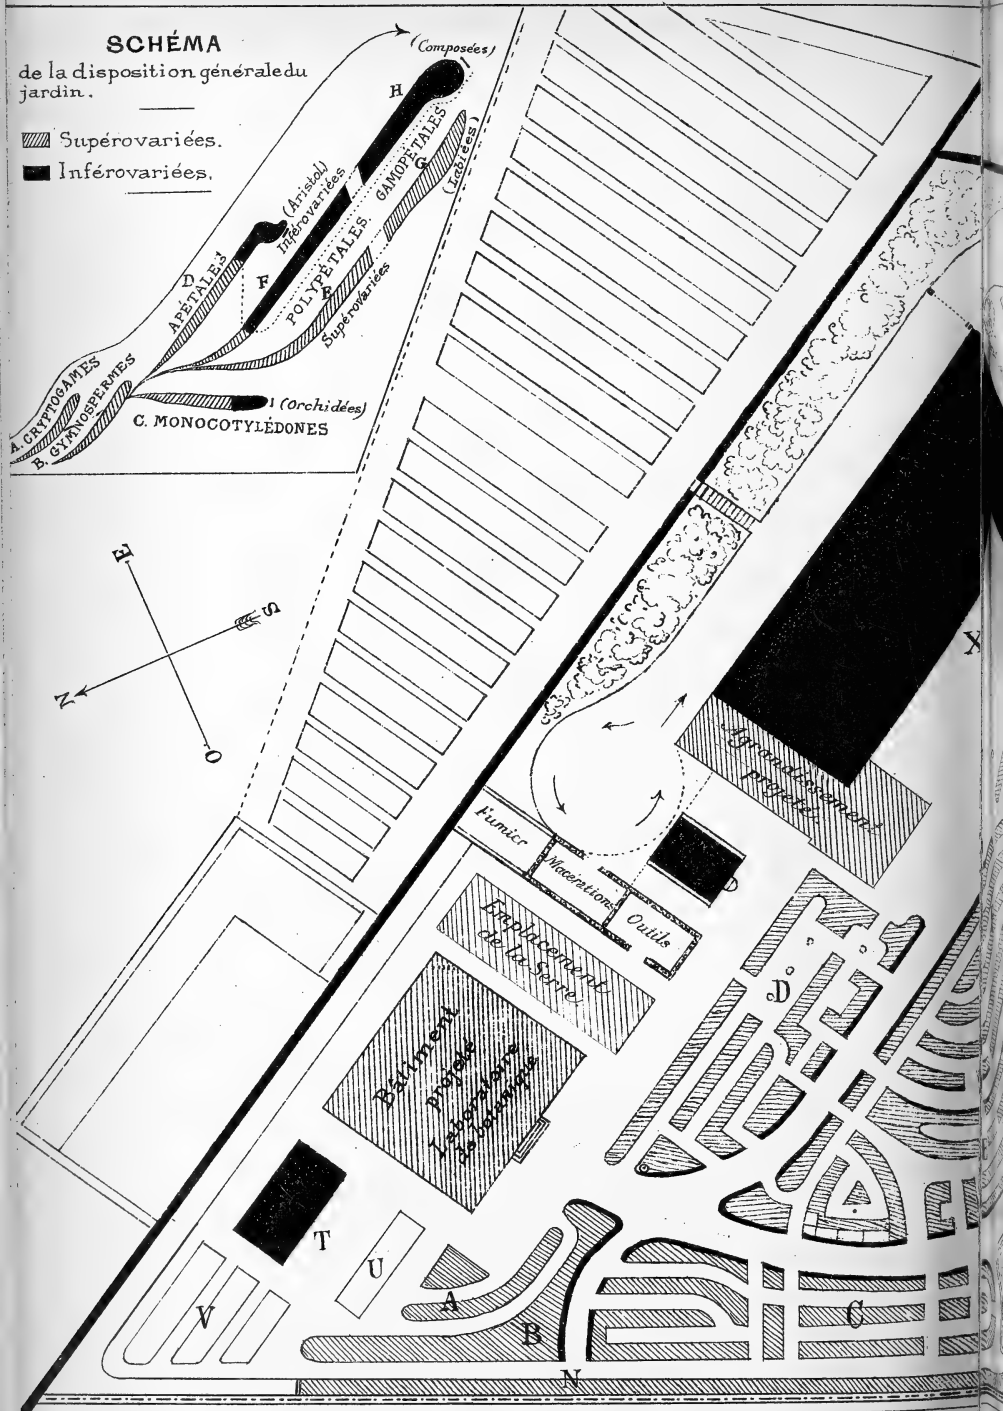 SCHÉMA
de la disposition générale du
jardin.
Supérovariées.
Inférovariées.
(Composées)
H
GAMOPÉTALES
G
(Labiées)
(Aristol)
Inférovariées
D
APÉTALES
F
POLYPÉTALES.
E
Supérovariées
A. CRYPTOGAMES
B. GYMNOSPERMES
I (Orchidées)
C. MONOCOTYLÉDONES
E
S
N
O
X
Agrandissement
projeté.
Fumier
Macérations
Outils
Emplacement
de la Serre
D
Bâtiment
projeté
Laboratoire
de botanique
T
U
V
A
B
C
N